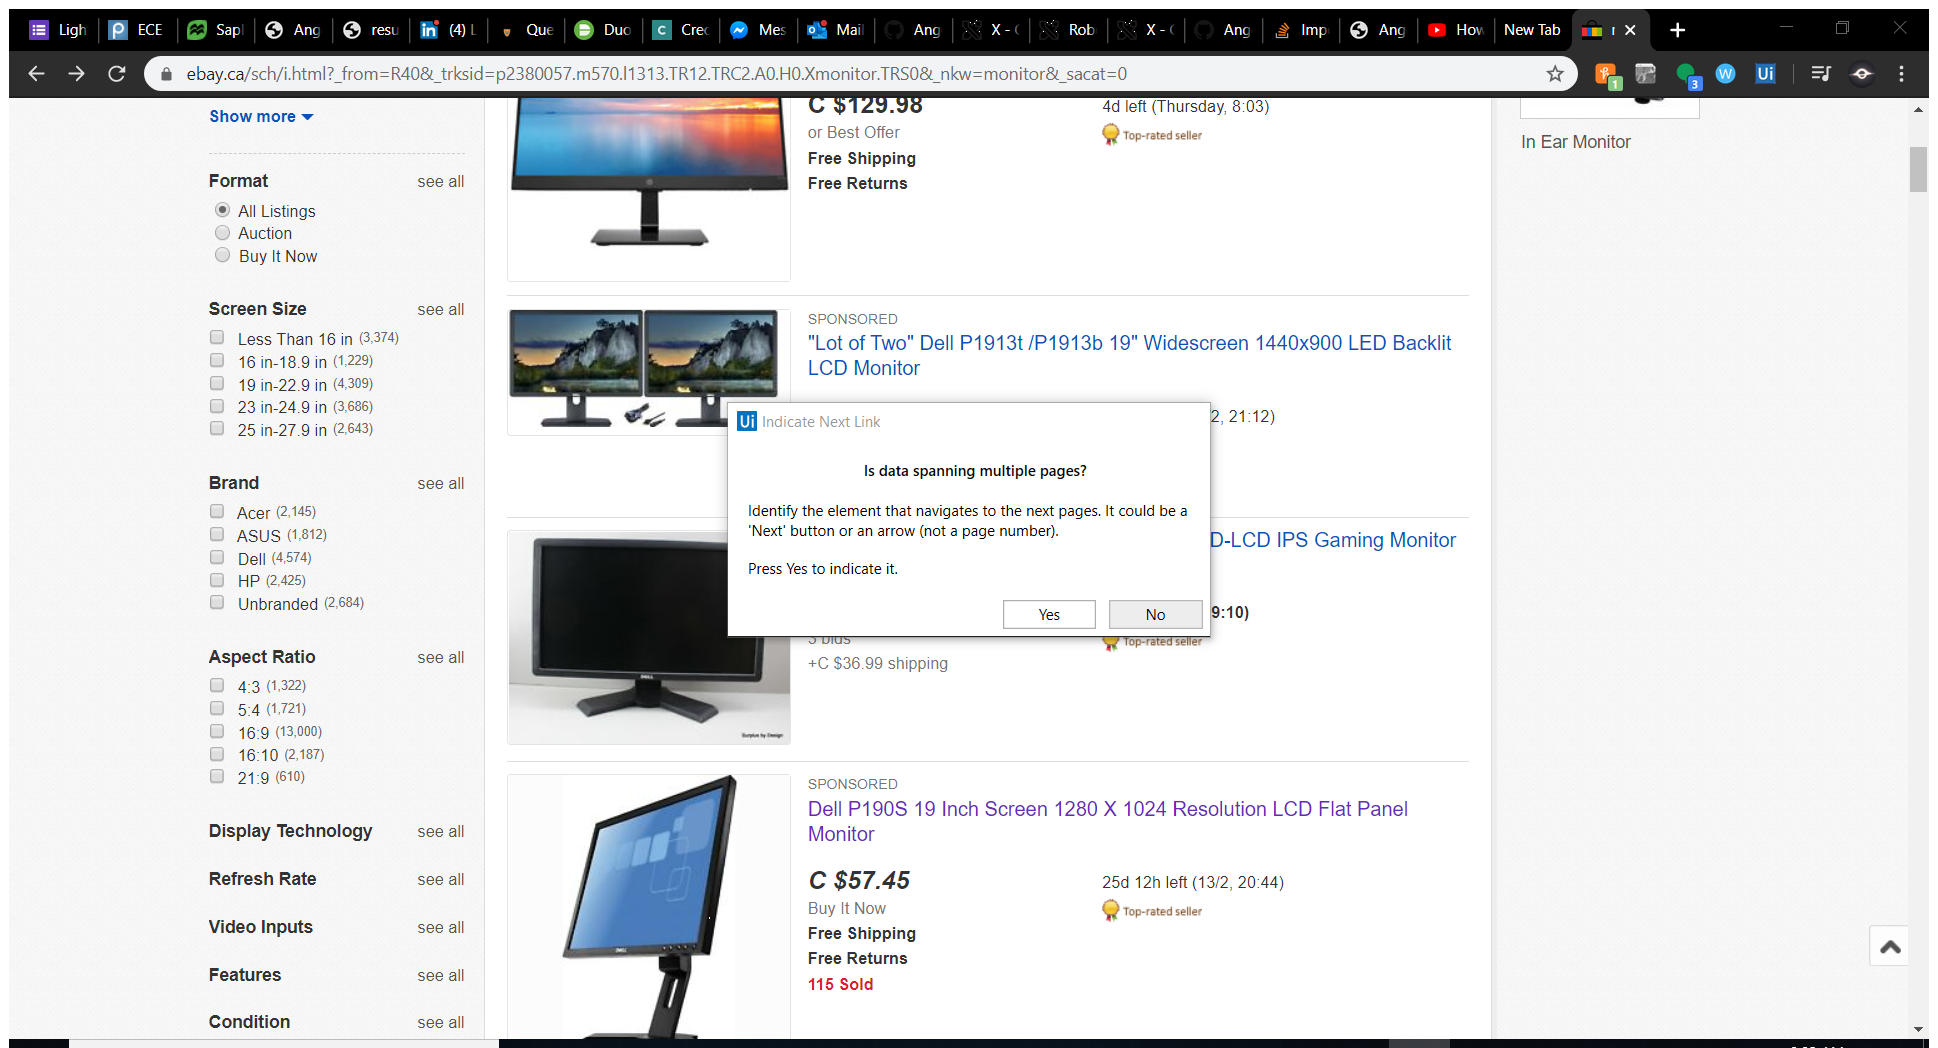 Ligh
ECE
Sapl
Ang
resu
(4) L
Que
Duo
Crec
Mes
Mail
Ang
X - (
Rob
X - (
Ang
Imp
Ang
How
New Tab
ebay.ca/sch/i.html?_from=R40&_trksid=p2380057.m570.l1313.TR12.TRC2.A0.H0.Xmonitor.TRS0&_nkw=monitor&_sacat=0
1
3
W
Ui
Show more
Format see all
All Listings
Auction
Buy It Now
Screen Size see all
Less Than 16 in (3,374)
16 in-18.9 in (1,229)
19 in-22.9 in (4,309)
23 in-24.9 in (3,686)
25 in-27.9 in (2,643)
Brand see all
Acer (2,145)
ASUS (1,812)
Dell (4,574)
HP (2,425)
Unbranded (2,684)
Aspect Ratio see all
4:3 (1,322)
5:4 (1,721)
16:9 (13,000)
16:10 (2,187)
21:9 (610)
Display Technology see all
Refresh Rate see all
Video Inputs see all
Features see all
Condition see all
C $129.98
or Best Offer
Free Shipping
Free Returns
4d left (Thursday, 8:03)
Top-rated seller
In Ear Monitor
SPONSORED
"Lot of Two" Dell P1913t /P1913b 19" Widescreen 1440x900 LED Backlit
LCD Monitor
2, 21:12)
Ui Indicate Next Link
Is data spanning multiple pages?
Identify the element that navigates to the next pages. It could be a
'Next' button or an arrow (not a page number).
Press Yes to indicate it.
Yes No
D-LCD IPS Gaming Monitor
9:10)
3 bids
+C $36.99 shipping
Top-rated seller
DELL
Surplus by Design
SPONSORED
Dell P190S 19 Inch Screen 1280 X 1024 Resolution LCD Flat Panel
Monitor
C $57.45
Buy It Now
Free Shipping
Free Returns
115 Sold
25d 12h left (13/2, 20:44)
Top-rated seller
DELL